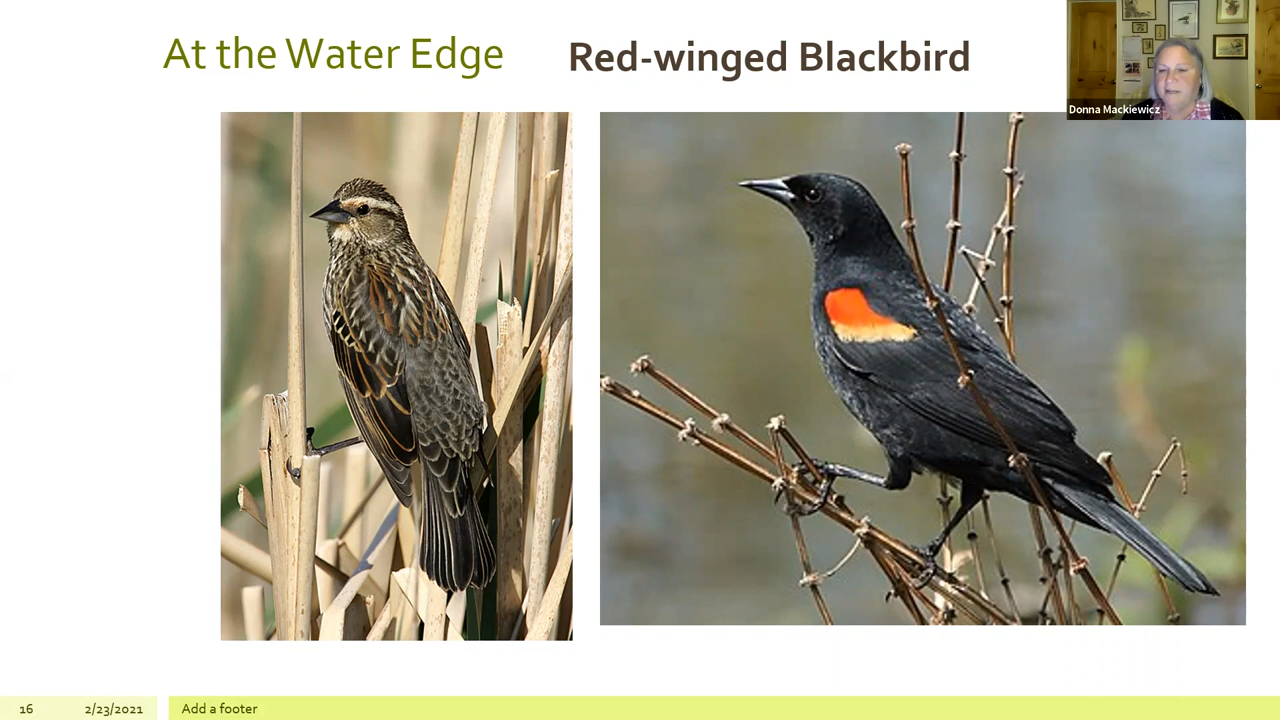 At the Water Edge
Red-winged Blackbird
Donna Mackiewicz
16
2/23/2021
Add a footer